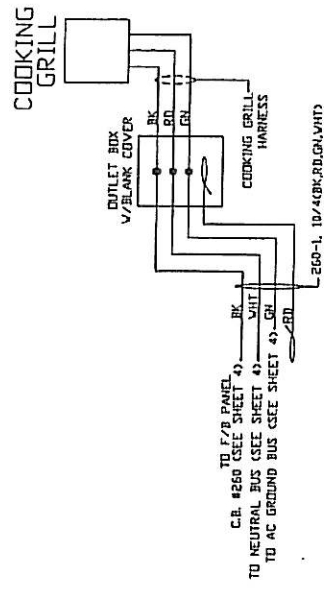 COOKING
GRILL
OUTLET BOX
W/BLANK COVER
BK
RD
GN
COOKING GRILL
HARNESS
TO F/B PANEL
C.B. #260 (SEE SHEET 4)
TO NEUTRAL BUS (SEE SHEET 4)
TO AC GROUND BUS (SEE SHEET 4)
BK
WHT
GN
RD
260-1, 10/4(BK,RD,GN,WHT)